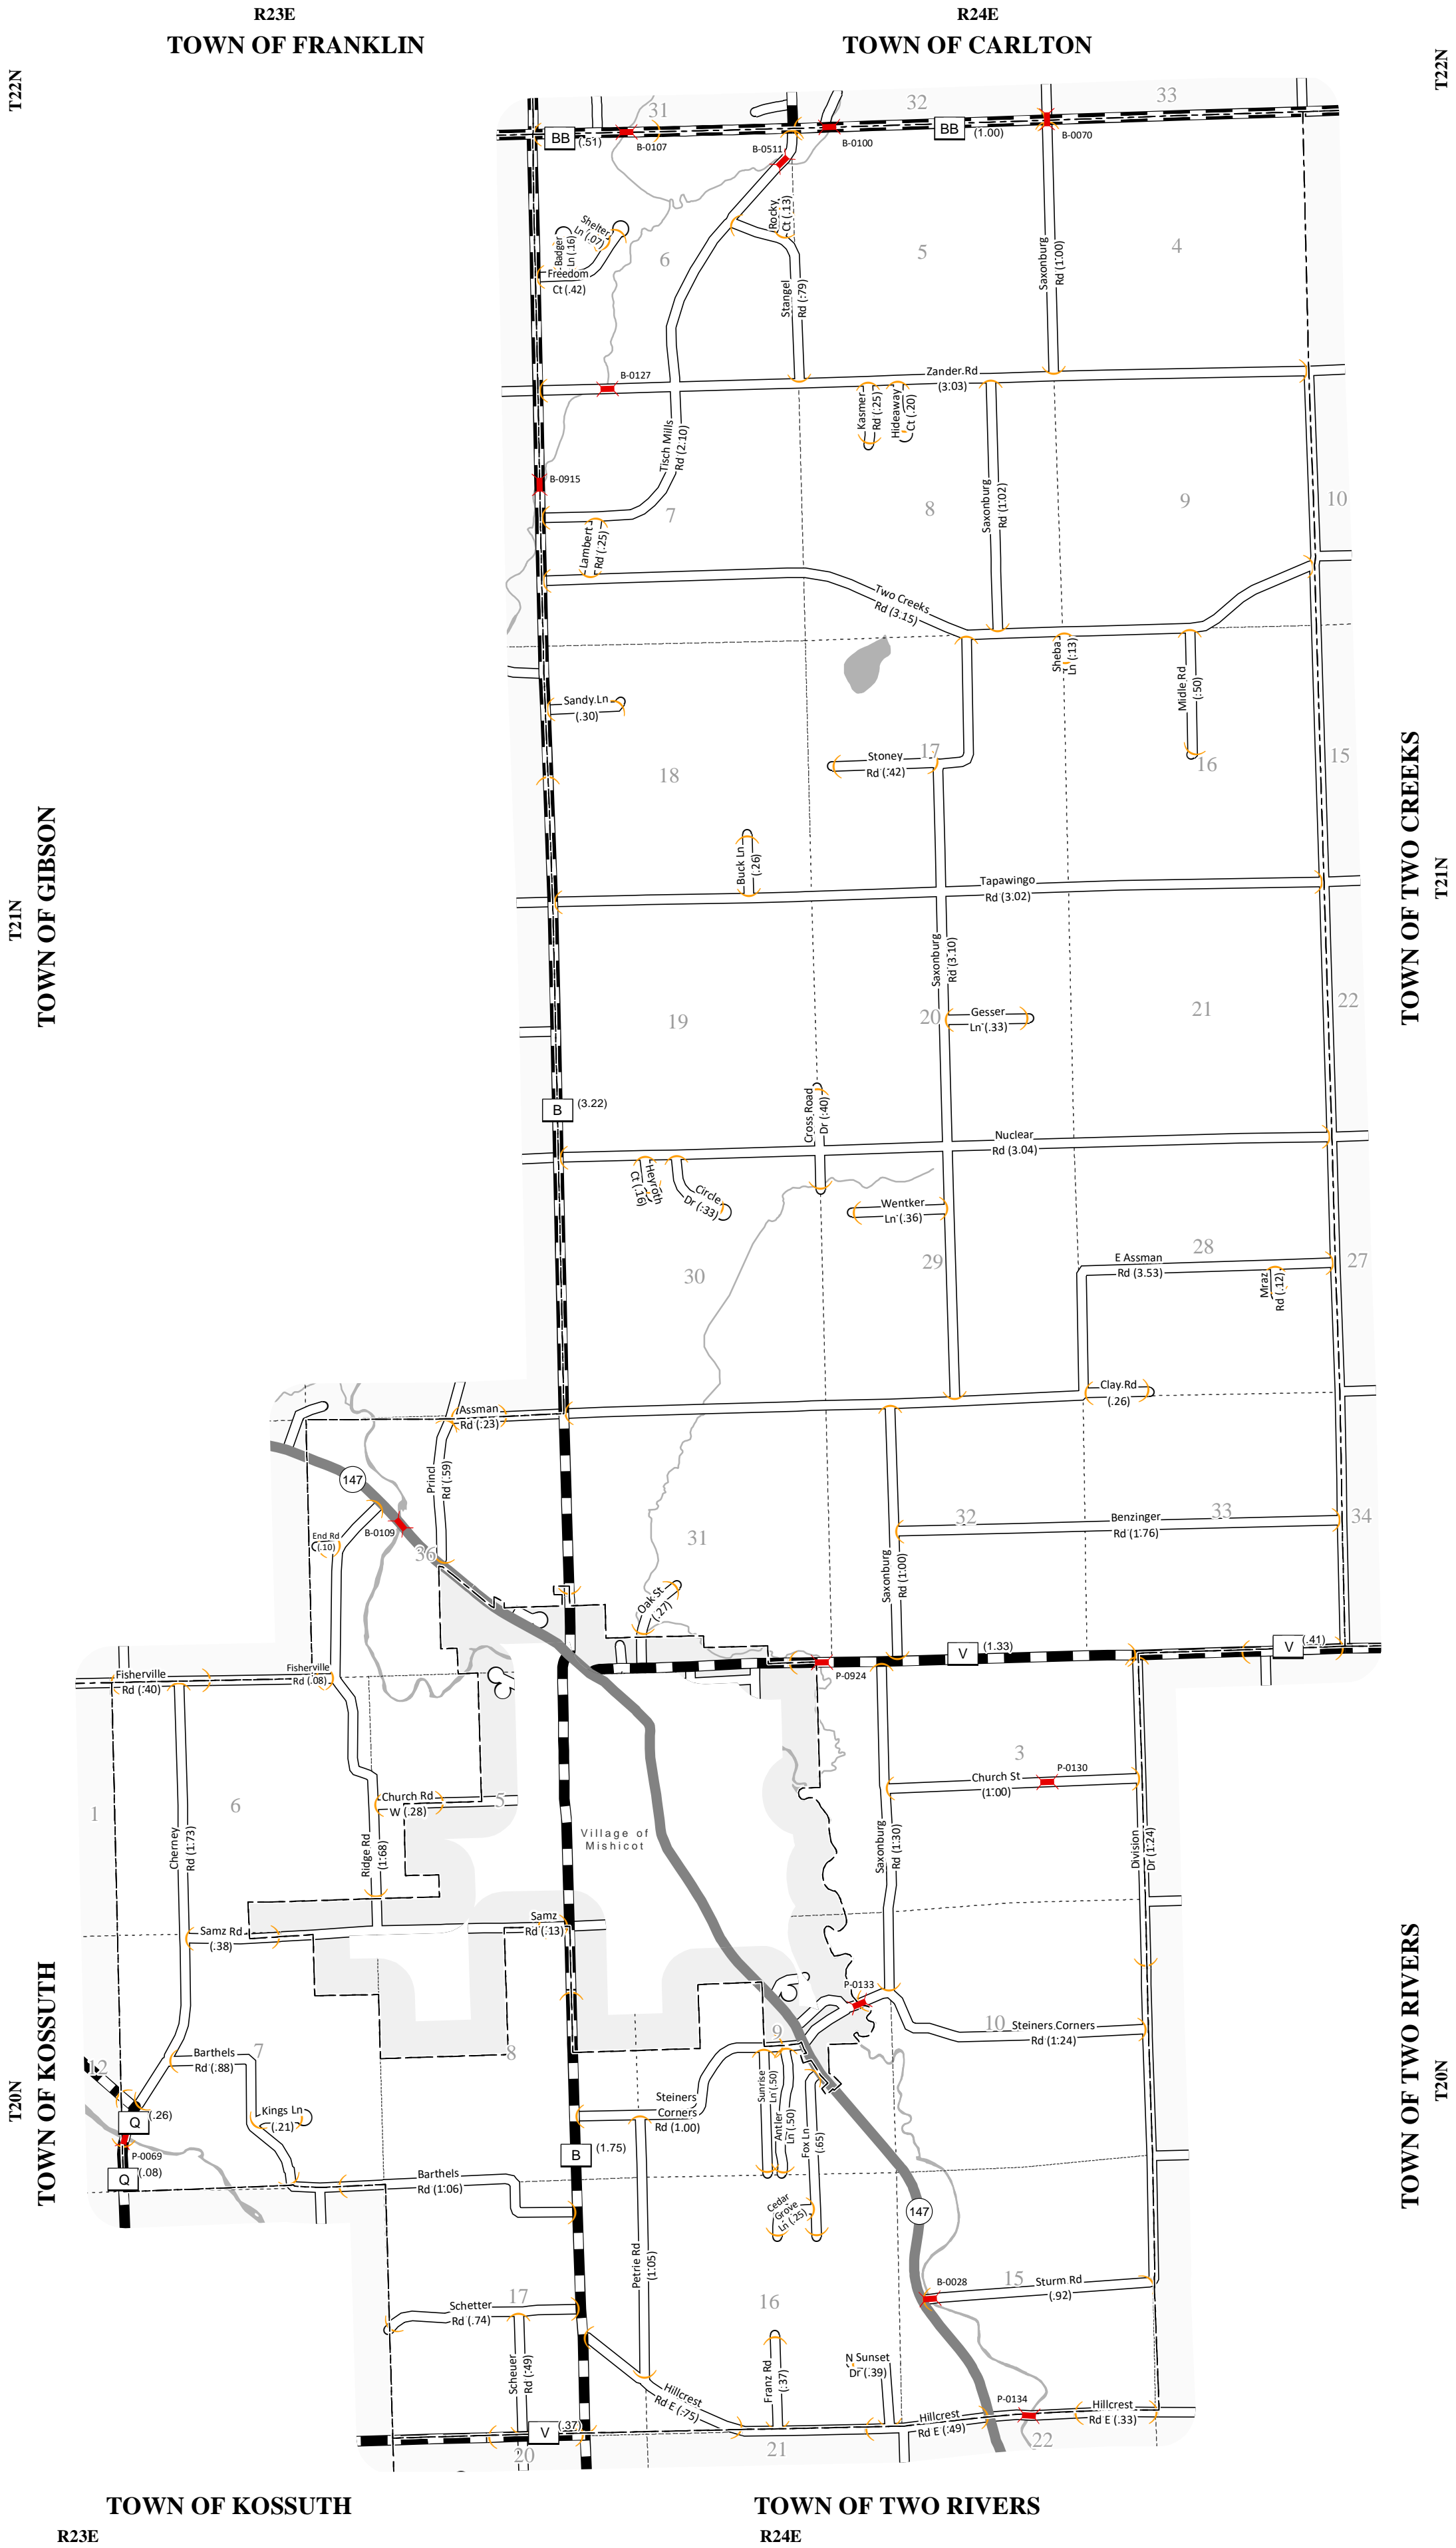 R23E
R24E
TOWN OF FRANKLIN
TOWN OF CARLTON
T22N
T22N
31
32
33
BB
(.51)
B-0107
B-0511
B-0100
BB
(1.00)
B-0070
Shelter
Ln (.07)
Badger
Ln (.16)
Freedom
Ct (.42)
Rocky
Ct (.13)
6
5
4
Stangel
Rd (.79)
Saxonburg
Rd (1.00)
B-0127
Zander Rd
(3.03)
Kasmer
Rd (.25)
Hideaway
Ct (.20)
Tisch Mills
Rd (2.10)
B-0915
7
8
9
10
Saxonburg
Rd (1.02)
Lambert
Rd (.25)
Two Creeks
Rd (3.15)
Sheba
Ln (.13)
Midle Rd
(.50)
Sandy Ln
(.30)
Stoney
Rd (.42)
17
18
16
15
TOWN OF GIBSON
T21N
TOWN OF TWO CREEKS
T21N
Buck Ln
(.26)
Tapawingo
Rd (3.02)
Saxonburg
Rd (3.10)
19
20
21
22
Gesser
Ln (.33)
B
(3.22)
Cross Road
Dr (.40)
Nuclear
Rd (3.04)
Heyroth
Ct (.16)
Circle
Dr (.33)
Wentker
Ln (.36)
30
29
28
27
E Assman
Rd (3.53)
Mraz
Rd (.12)
Clay Rd
(.26)
Assman
Rd (.23)
147
Princl
Rd (.59)
End Rd
(.10)
B-0109
36
31
32
33
34
Benzinger
Rd (1.76)
Saxonburg
Rd (1.00)
Oak St
(.27)
V
(1.33)
V
(.41)
P-0924
Fisherville
Rd (.40)
Fisherville
Rd (.08)
3
P-0130
Church St
(1.00)
Church Rd
W (.28)
1
6
5
Village of
Mishicot
Cherney
Rd (1.73)
Ridge Rd
(1.68)
Saxonburg
Rd (1.30)
Division
Dr (1.24)
Samz Rd
(.38)
Samz
Rd (.13)
P-0133
9
10
Steiners Corners
Rd (1.24)
TOWN OF KOSSUTH
T20N
TOWN OF TWO RIVERS
T20N
12
7
8
Barthels
Rd (.88)
Kings Ln
(.21)
Q
(.26)
P-0069
Q
(.08)
Steiners
Corners
Rd (1.00)
Sunrise
Ln (.50)
Antler
Ln (.50)
Fox Ln
(.65)
B
(1.75)
Barthels
Rd (1.06)
Cedar
Grove
Ln (.25)
147
Petrie Rd
(1.05)
B-0028
15
Sturm Rd
(.92)
17
16
Schetter
Rd (.74)
Scheuer
Rd (.49)
Franz Rd
(.37)
N Sunset
Dr (.39)
Hillcrest
Rd E (.75)
P-0134
Hillcrest
Rd E (.49)
Hillcrest
Rd E (.33)
V
(.37)
20
21
22
TOWN OF KOSSUTH
TOWN OF TWO RIVERS
R23E
R24E